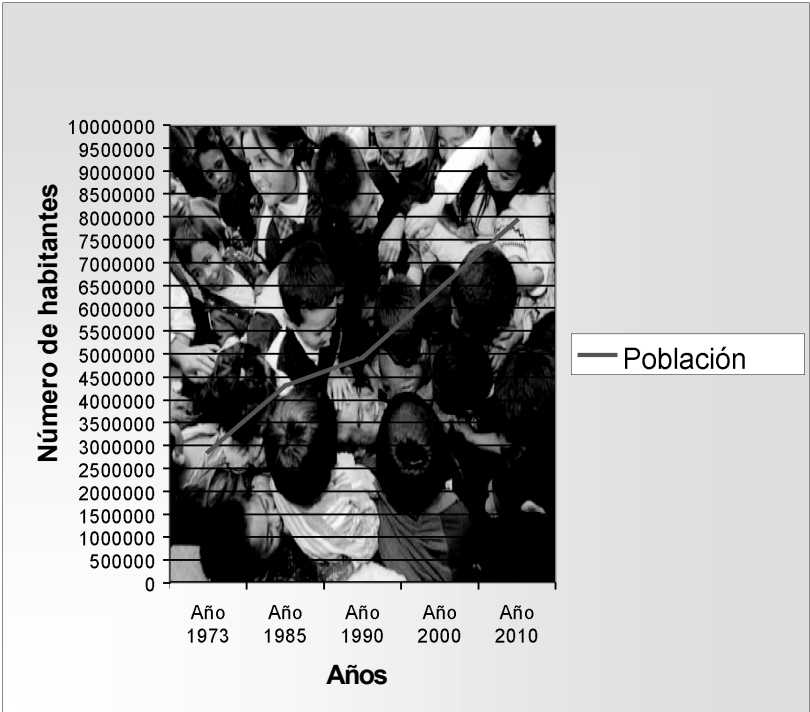 10000000
9500000
9000000
8500000
8000000
7500000
7000000
6500000
6000000
5500000
5000000
4500000
4000000
3500000
3000000
2500000
2000000
1500000
1000000
500000
0
Número de habitantes
Año 1973
Año 1985
Año 1990
Año 2000
Año 2010
Años
Población